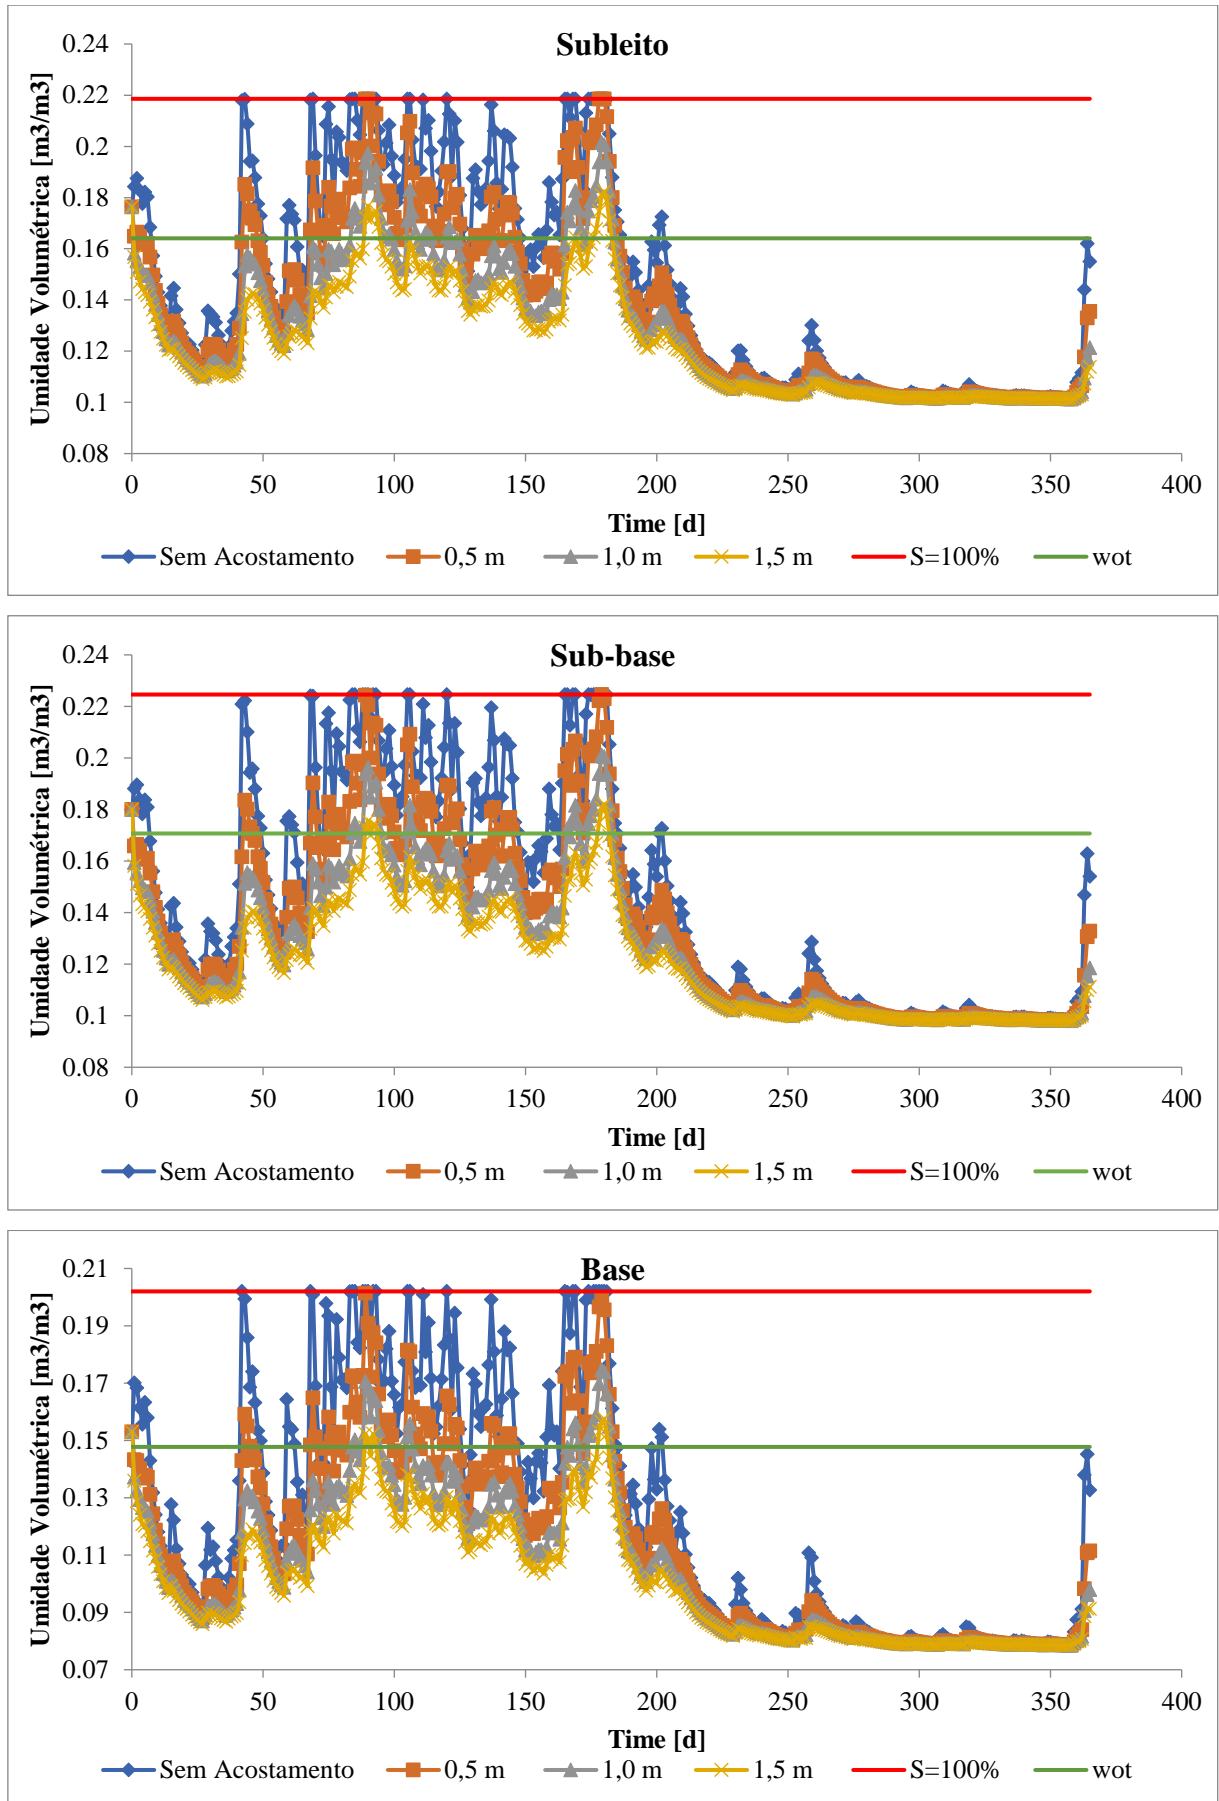 Subleito
Umidade Volumétrica [m3/m3]
0.24
0.22
0.2
0.18
0.16
0.14
0.12
0.1
0.08
0 50 100 150 200 250 300 350 400
Time [d]
Sem Acostamento 0,5 m 1,0 m 1,5 m S=100% wot
Sub-base
Umidade Volumétrica [m3/m3]
0.24
0.22
0.2
0.18
0.16
0.14
0.12
0.1
0.08
0 50 100 150 200 250 300 350 400
Time [d]
Sem Acostamento 0,5 m 1,0 m 1,5 m S=100% wot
Base
Umidade Volumétrica [m3/m3]
0.21
0.19
0.17
0.15
0.13
0.11
0.09
0.07
0 50 100 150 200 250 300 350 400
Time [d]
Sem Acostamento 0,5 m 1,0 m 1,5 m S=100% wot